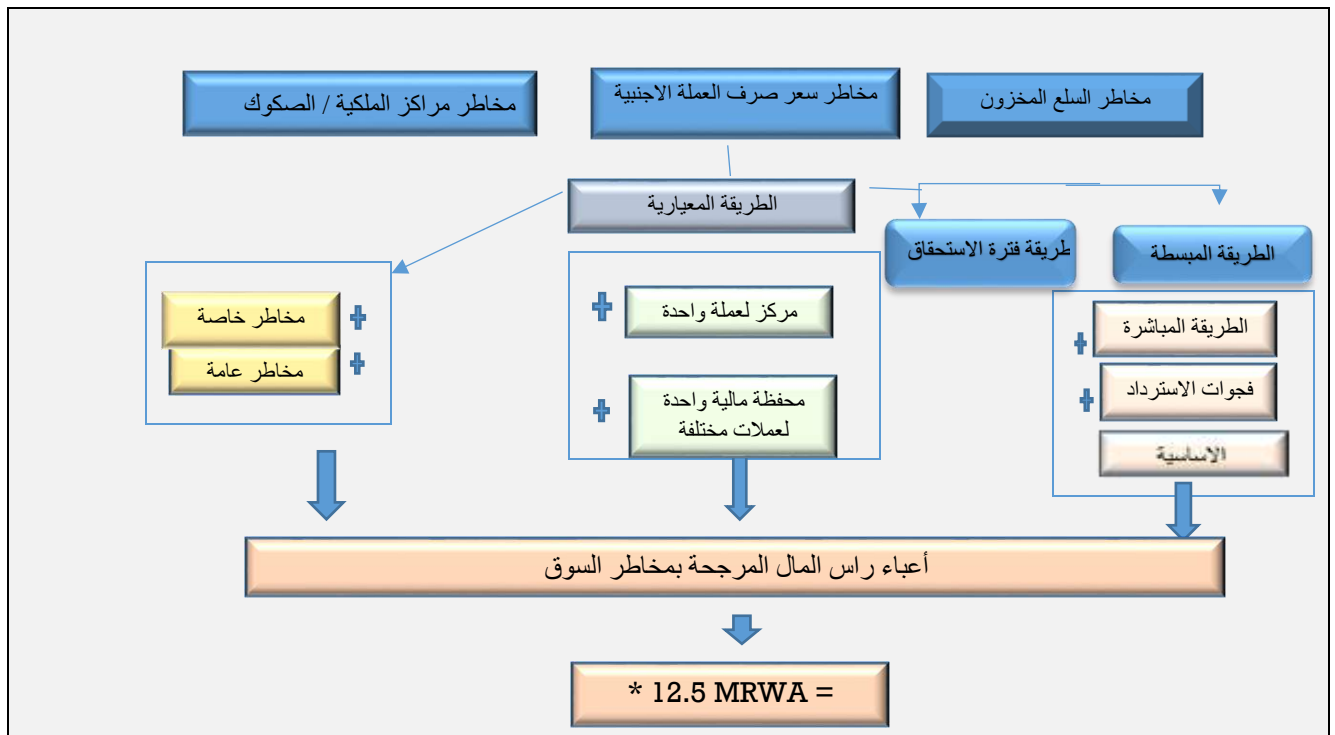 مخاطر مراكز الملكية / الصكوك
مخاطر سعر صرف العملة الاجنبية
مخاطر السلع المخزون
الطريقة المعيارية
طريقة فترة الاستحقاق
الطريقة المبسطة
مخاطر خاصة
مخاطر عامة
مركز لعملة واحدة
محفظة مالية واحدة
لعملات مختلفة
الطريقة المباشرة
فجوات الاسترداد
الاساسية
أعباء راس المال المرجحة بمخاطر السوق
* 12.5 MRWA =